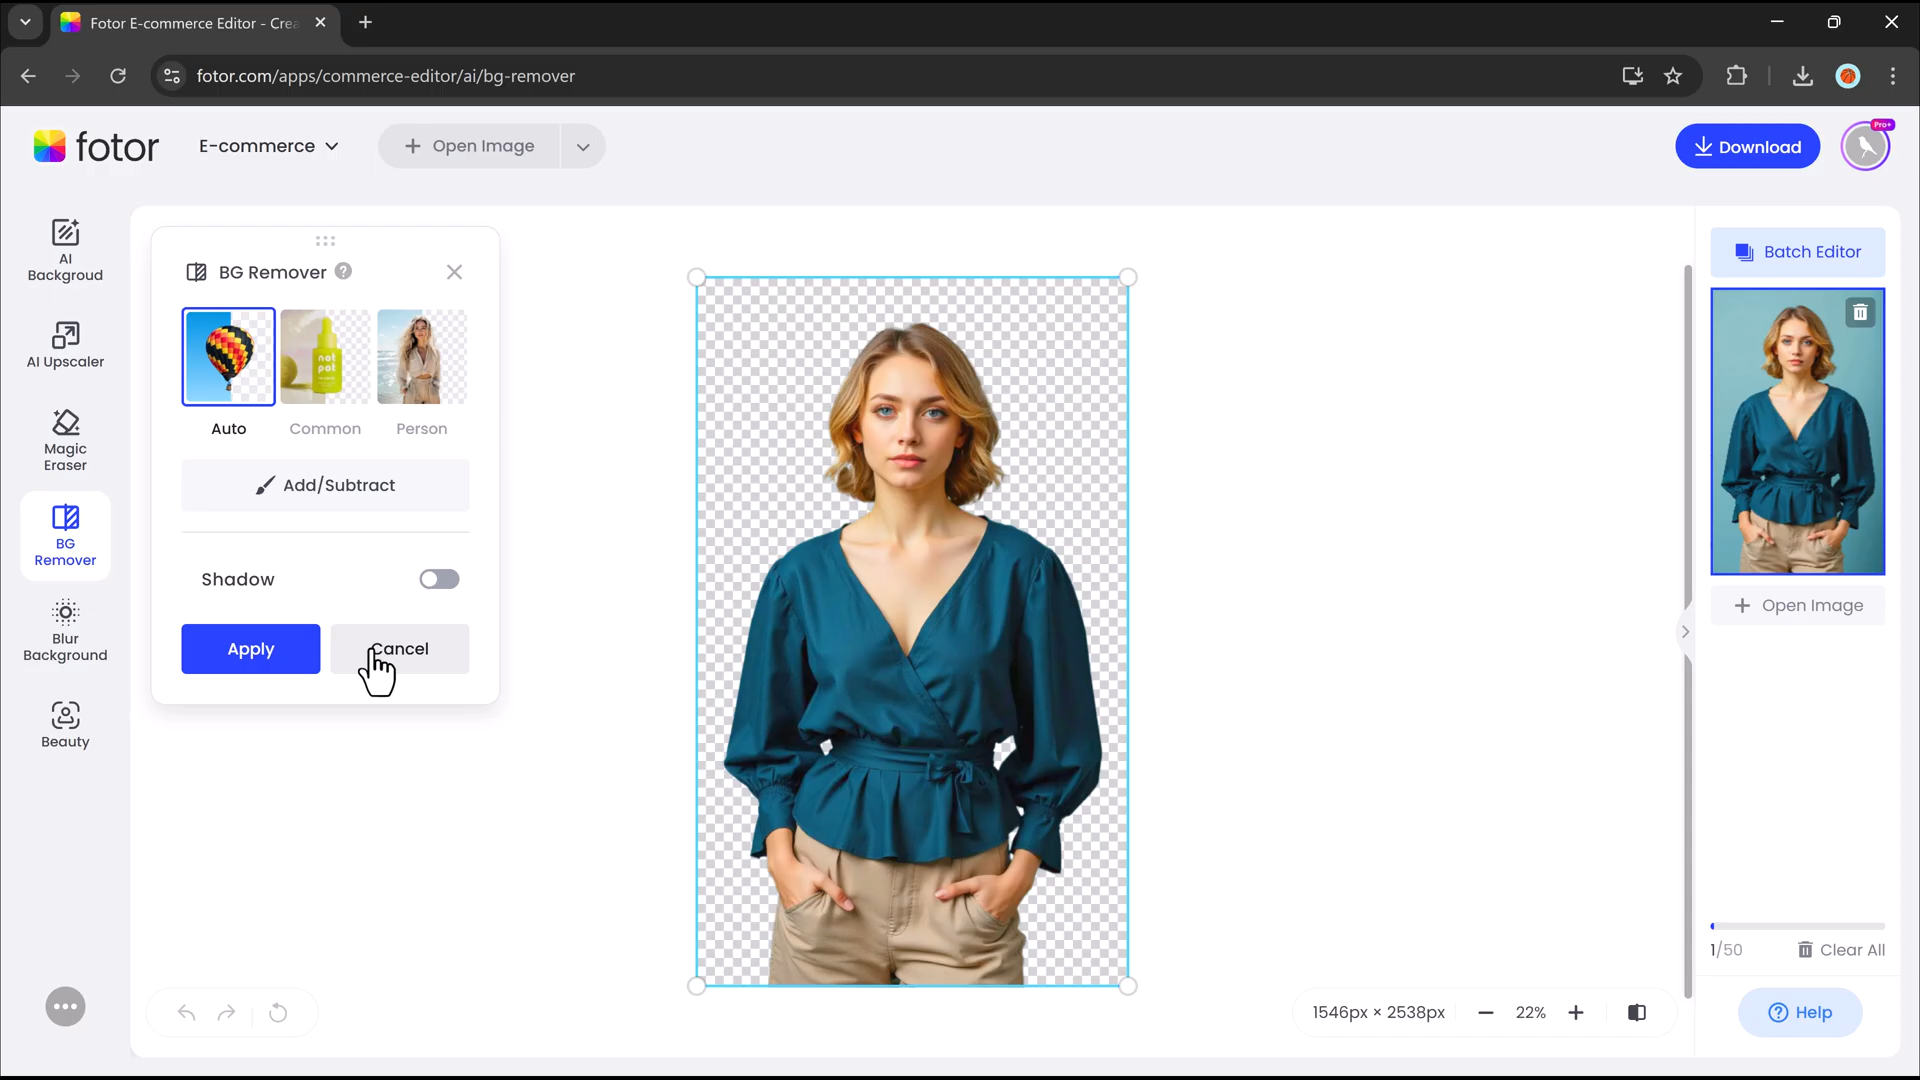 Fotor E-commerce Editor - Crea
fotor.com/apps/commerce-editor/ai/bg-remover
fotor
E-commerce
Open Image
Download
Pro+
AI
Backgroud
AI Upscaler
Magic
Eraser
BG
Remover
Blur
Background
Beauty
BG Remover
not
pot
Auto
Common
Person
Add/Subtract
Shadow
Apply
Cancel
1546px × 2538px
22%
Batch Editor
Open Image
1/50
Clear All
Help